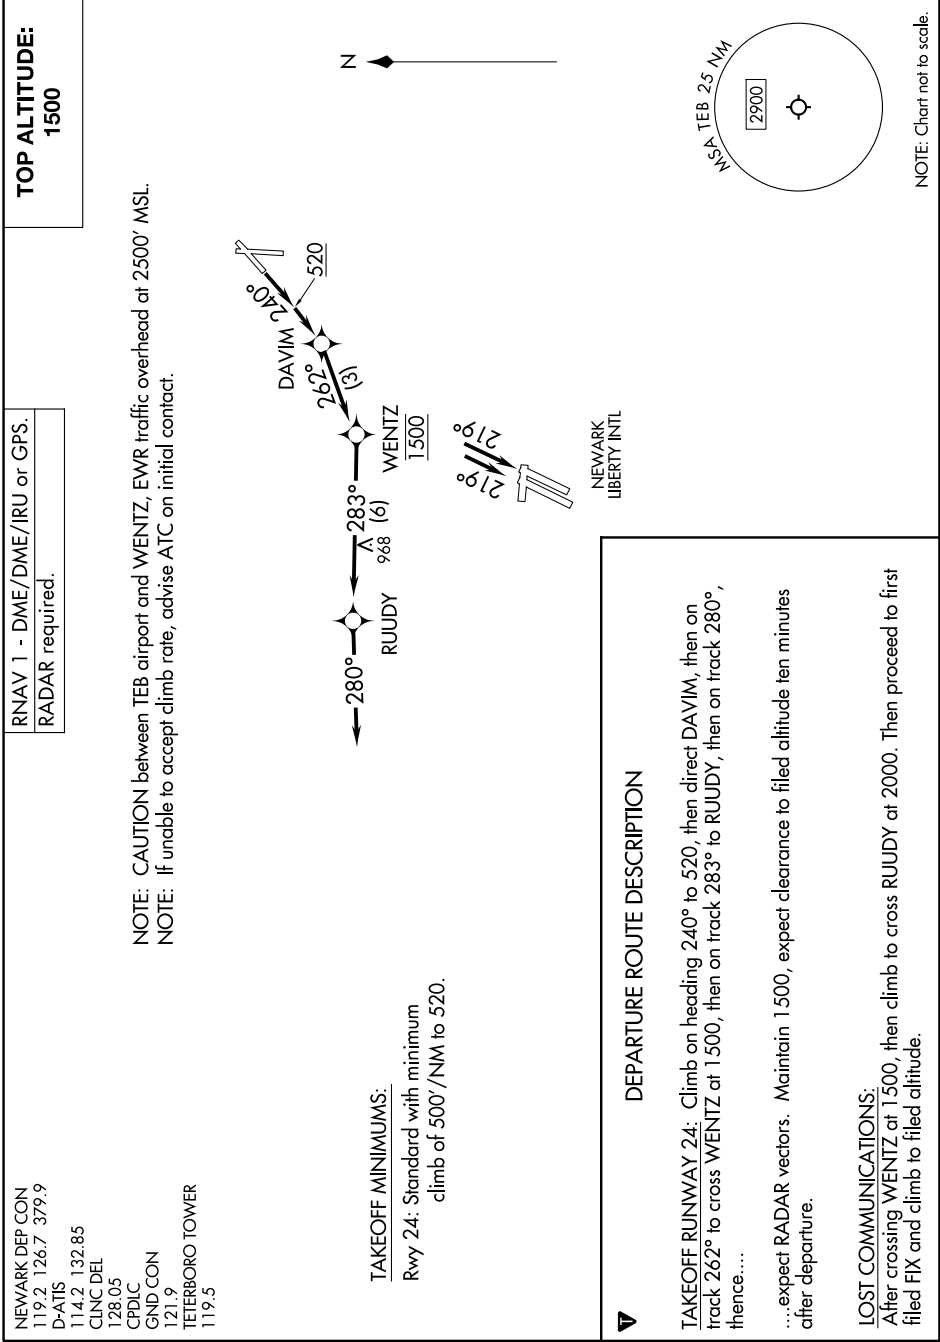 NEWARK DEP CON
119.2 126.7 379.9
D-ATIS
114.2 132.85
CLNC DEL
128.05
CPDLC
GND CON
121.9
TETERBORO TOWER
119.5
RNAV 1 - DME/DME/IRU or GPS.
RADAR required.
TOP ALTITUDE:
1500
NOTE: CAUTION between TEB airport and WENTZ, EWR traffic overhead at 2500' MSL.
NOTE: If unable to accept climb rate, advise ATC on initial contact.
N
240°
520
DAVIM
262°
(3)
WENTZ
1500
283°
(6)
968
RUUDY
280°
219°
219°
NEWARK
LIBERTY INTL
TAKEOFF MINIMUMS:
Rwy 24: Standard with minimum
climb of 500'/NM to 520.
MSA TEB 25 NM
2900
NOTE: Chart not to scale.
T
DEPARTURE ROUTE DESCRIPTION
TAKEOFF RUNWAY 24: Climb on heading 240° to 520, then direct DAVIM, then on
track 262° to cross WENTZ at 1500, then on track 283° to RUUDY, then on track 280°,
thence....
....expect RADAR vectors. Maintain 1500, expect clearance to filed altitude ten minutes
after departure.
LOST COMMUNICATIONS:
After crossing WENTZ at 1500, then climb to cross RUUDY at 2000. Then proceed to first
filed FIX and climb to filed altitude.